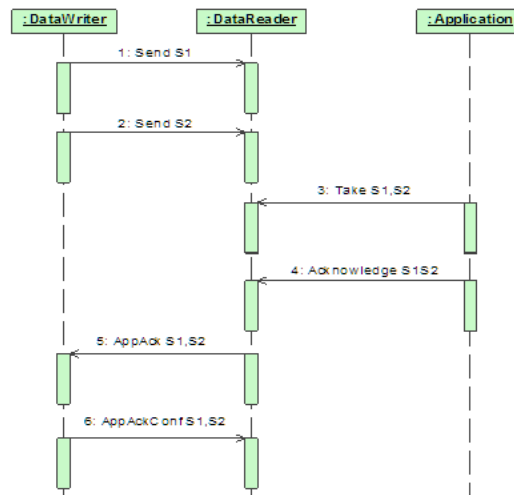 : DataWriter
: DataReader
: Application
1: Send S1
2: Send S2
3: Take S1,S2
4: Acknowledge S1S2
5: AppAck S1,S2
6: AppAckConf S1,S2